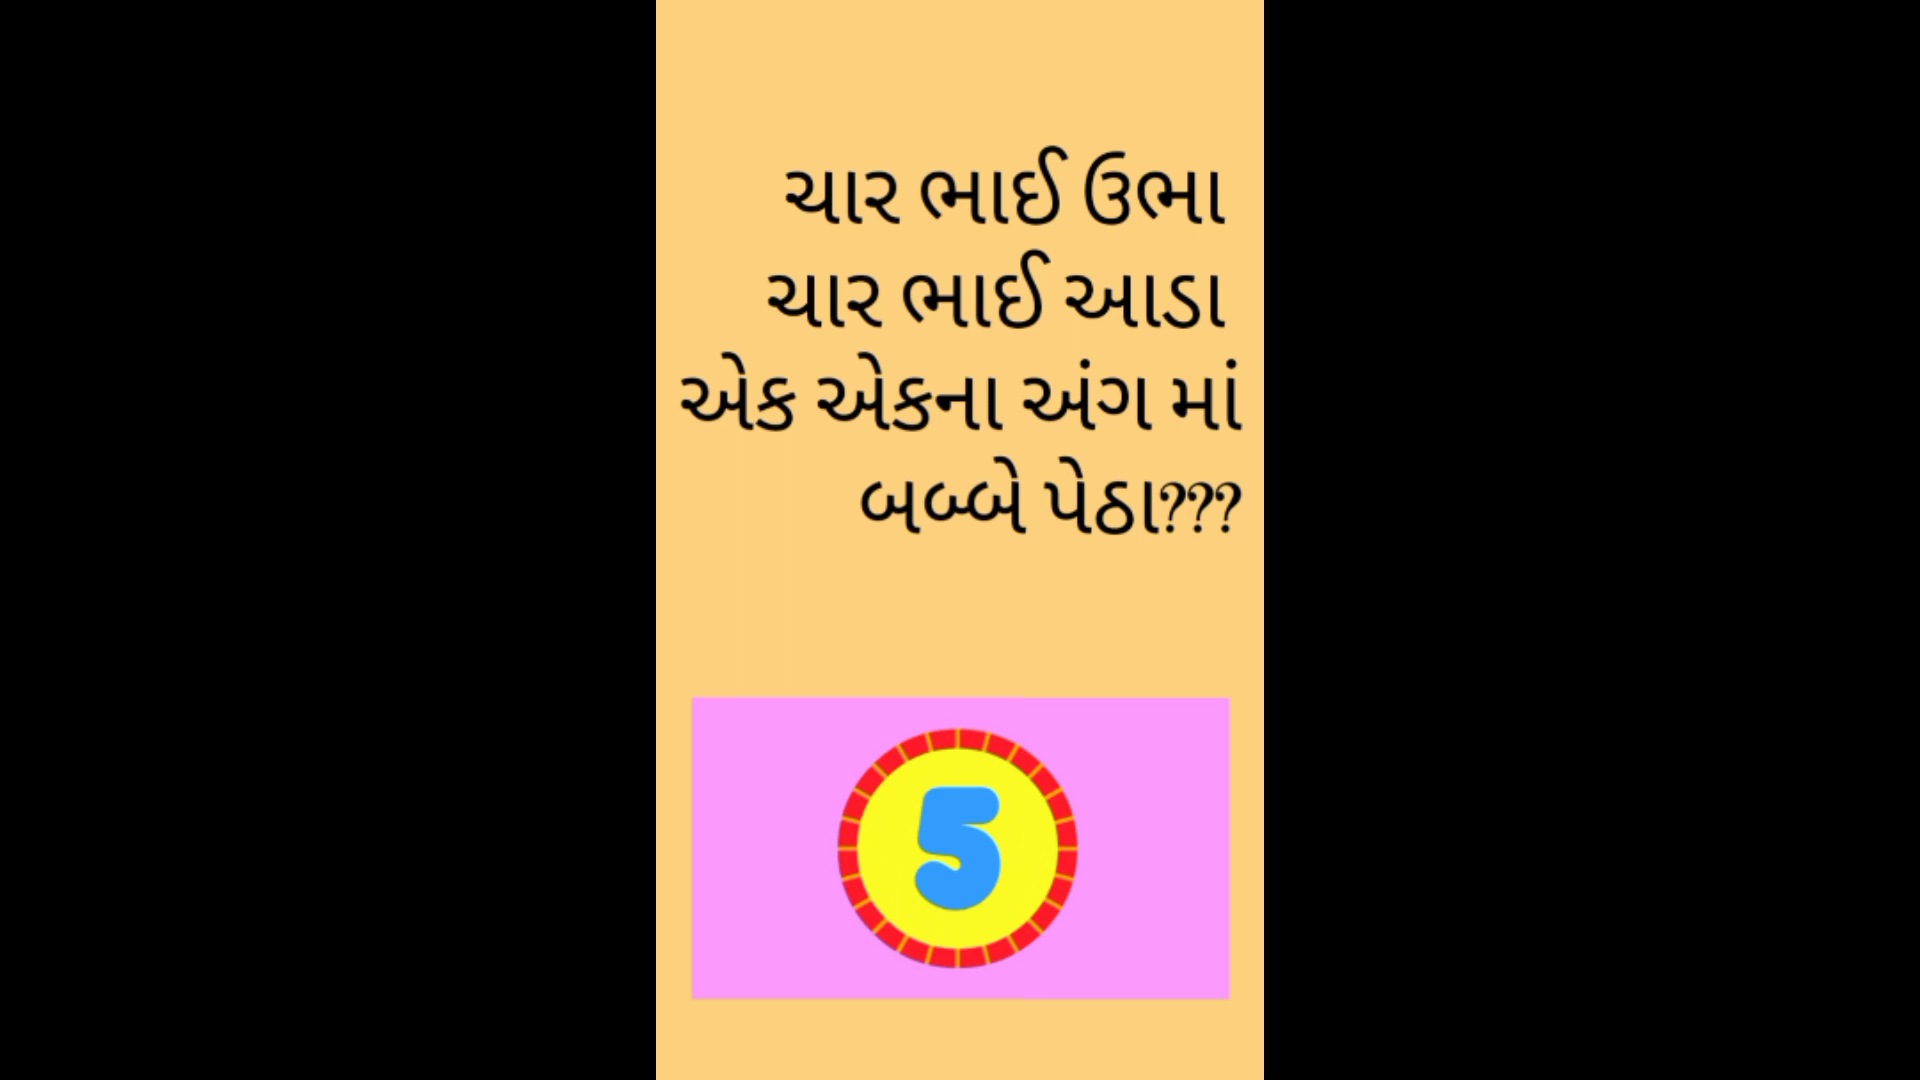 ચાર ભાઈ ઉભા
ચાર ભાઈ આડા
એક એકના અંગ માં
બબ્બે પેઠા???
5